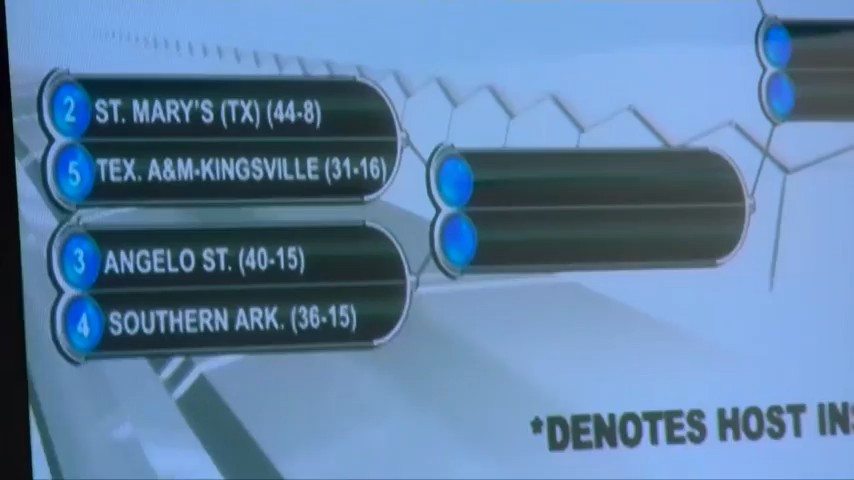 2 ST. MARY'S (TX) (44-8)
5 TEX. A&M-KINGSVILLE (31-16)
3 ANGELO ST. (40-15)
4 SOUTHERN ARK. (36-15)
*DENOTES HOST